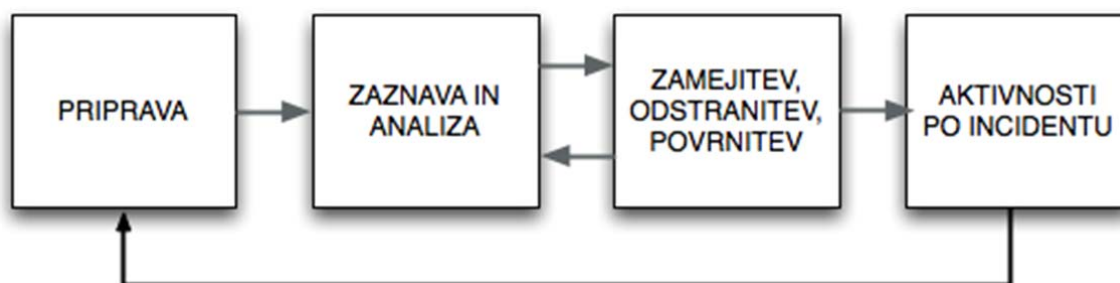 PRIPRAVA
ZAZNAVA IN
ANALIZA
ZAMEJITEV,
ODSTRANITEV,
POVRNITEV
AKTIVNOSTI
PO INCIDENTU